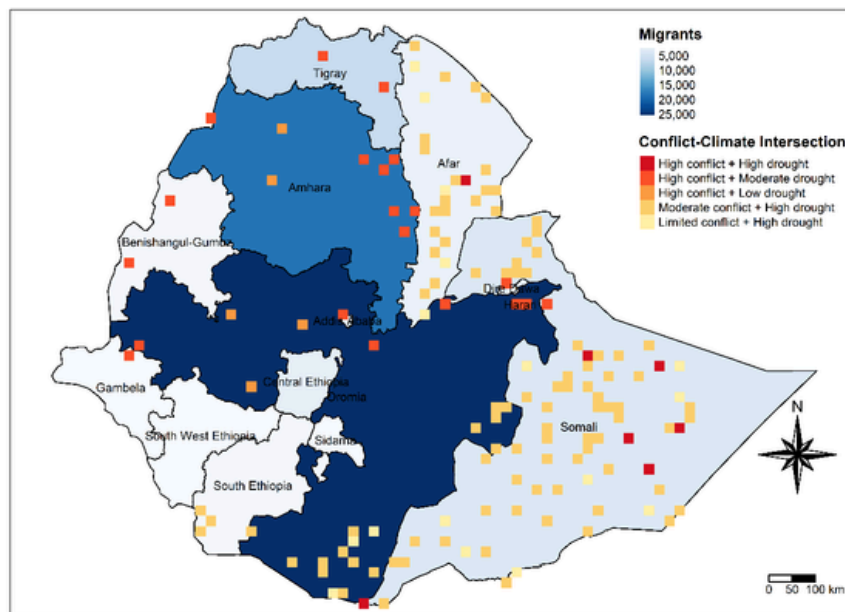 Migrants
5,000
10,000
15,000
20,000
25,000
Conflict-Climate Intersection
High conflict + High drought
High conflict + Moderate drought
High conflict + Low drought
Moderate conflict + High drought
Limited conflict + High drought
Tigray
Afar
Amhara
Benishangul-Gumuz
Dire Dawa
Harari
Addis Ababa
Gambela
Central Ethiopia
Oromia
South West Ethiopia
Sidama
Somali
South Ethiopia
N
0 50 100 km